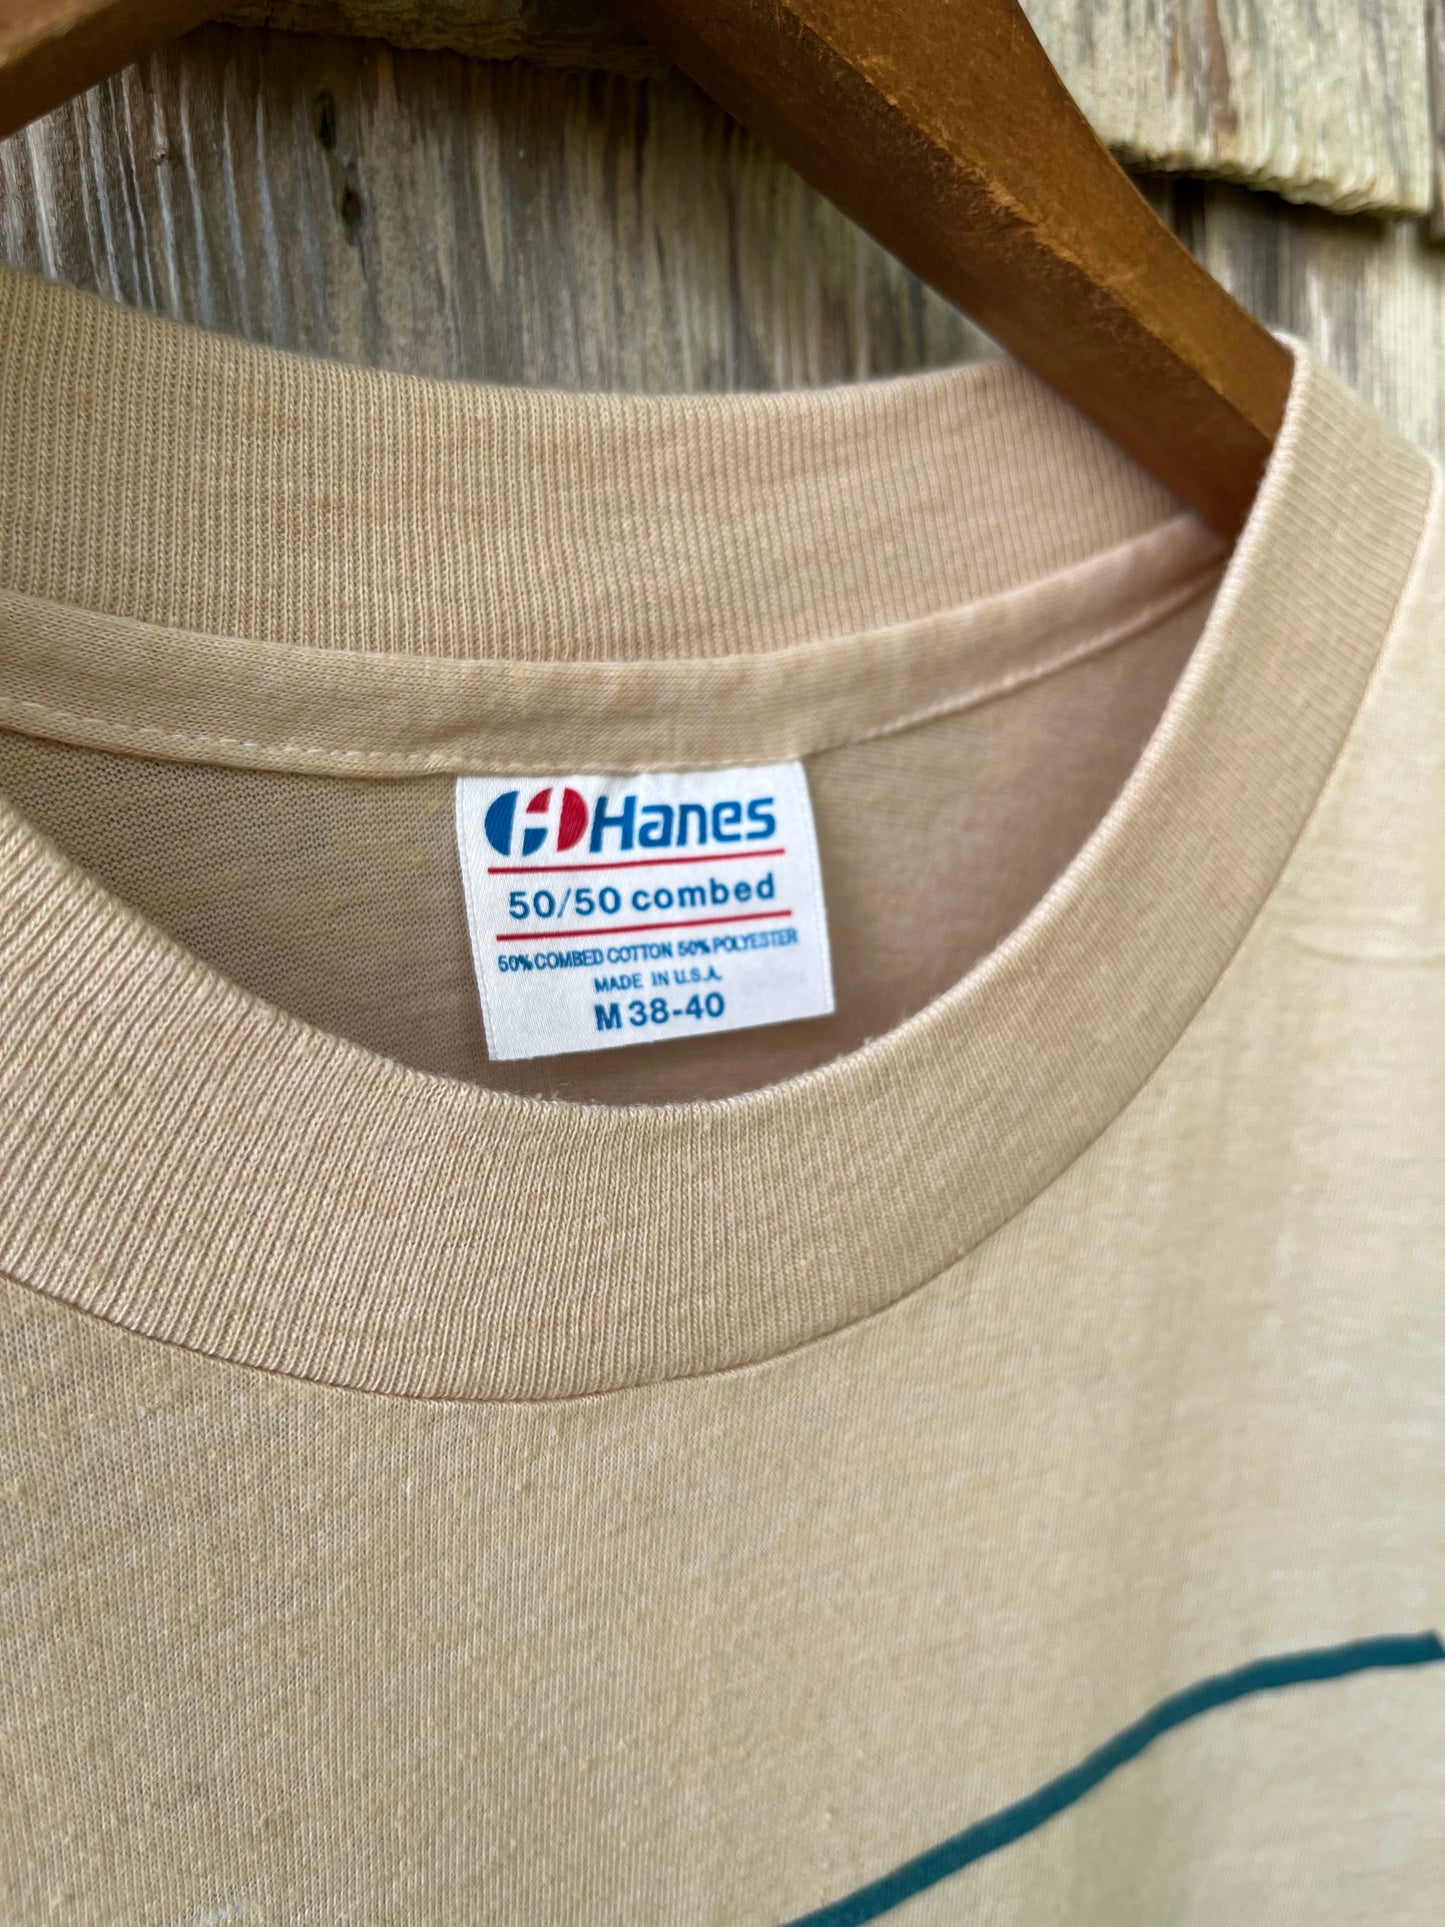 Hanes
50/50 combed
50% COMBED COTTON 50% POLYESTER
MADE IN U.S.A.
M 38-40